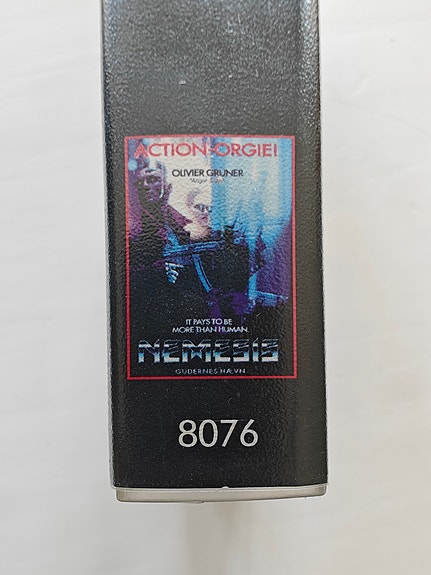 ACTION-ORGIE!
OLIVIER GRUNER
IT PAYS TO BE
MORE THAN HUMAN.
NEMESIS
GUDERNES HÆVN
8076